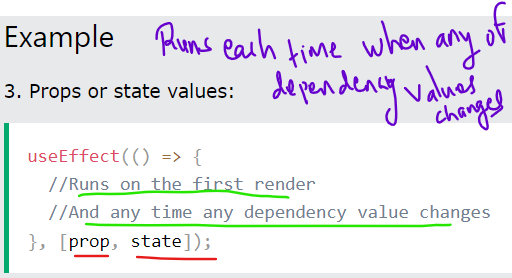 Example
Runs each time when any of
dependency values
changes
3. Props or state values:
useEffect(() => {
//Runs on the first render
//And any time any dependency value changes
}, [prop, state]);